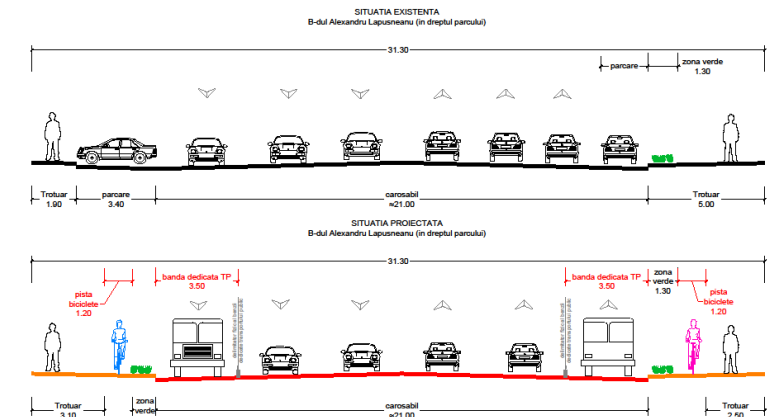 SITUATIA EXISTENTA
B-dul Alexandru Lapusneanu (in dreptul parcului)
31.30
parcare
zona verde
1.30
Trotuar
1.90
parcare
3.40
carosabil
≈21.00
Trotuar
5.00
SITUATIA PROIECTATA
B-dul Alexandru Lapusneanu (in dreptul parcului)
31.30
banda dedicata TP
3.50
banda dedicata TP
3.50
zona
verde
1.30
pista
biciclete
1.20
pista
biciclete
1.20
Trotuar
3.10
zona
verde
carosabil
≈21.00
Trotuar
2.50